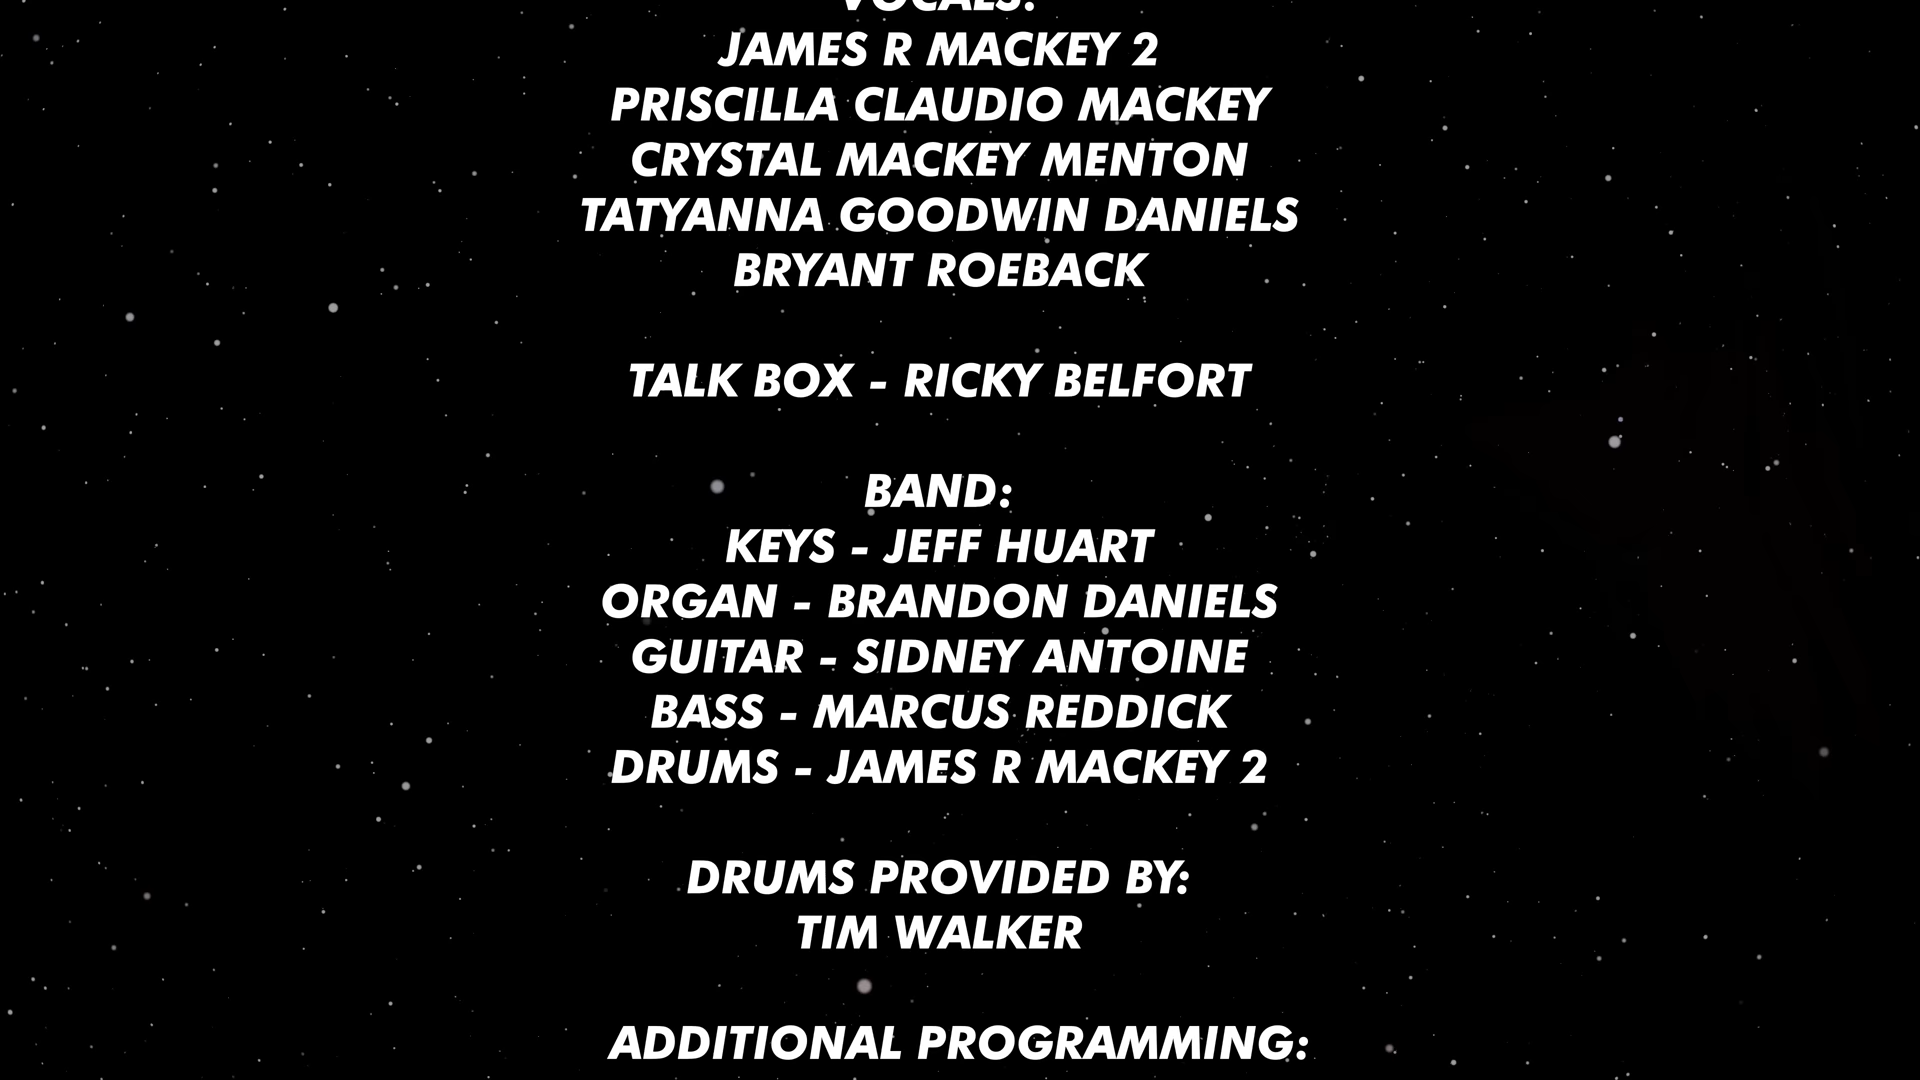 VOCALS:
JAMES R MACKEY 2
PRISCILLA CLAUDIO MACKEY
CRYSTAL MACKEY MENTON
TATYANNA GOODWIN DANIELS
BRYANT ROEBACK
TALK BOX - RICKY BELFORT
BAND:
KEYS - JEFF HUART
ORGAN - BRANDON DANIELS
GUITAR - SIDNEY ANTOINE
BASS - MARCUS REDDICK
DRUMS - JAMES R MACKEY 2
DRUMS PROVIDED BY:
TIM WALKER
ADDITIONAL PROGRAMMING: